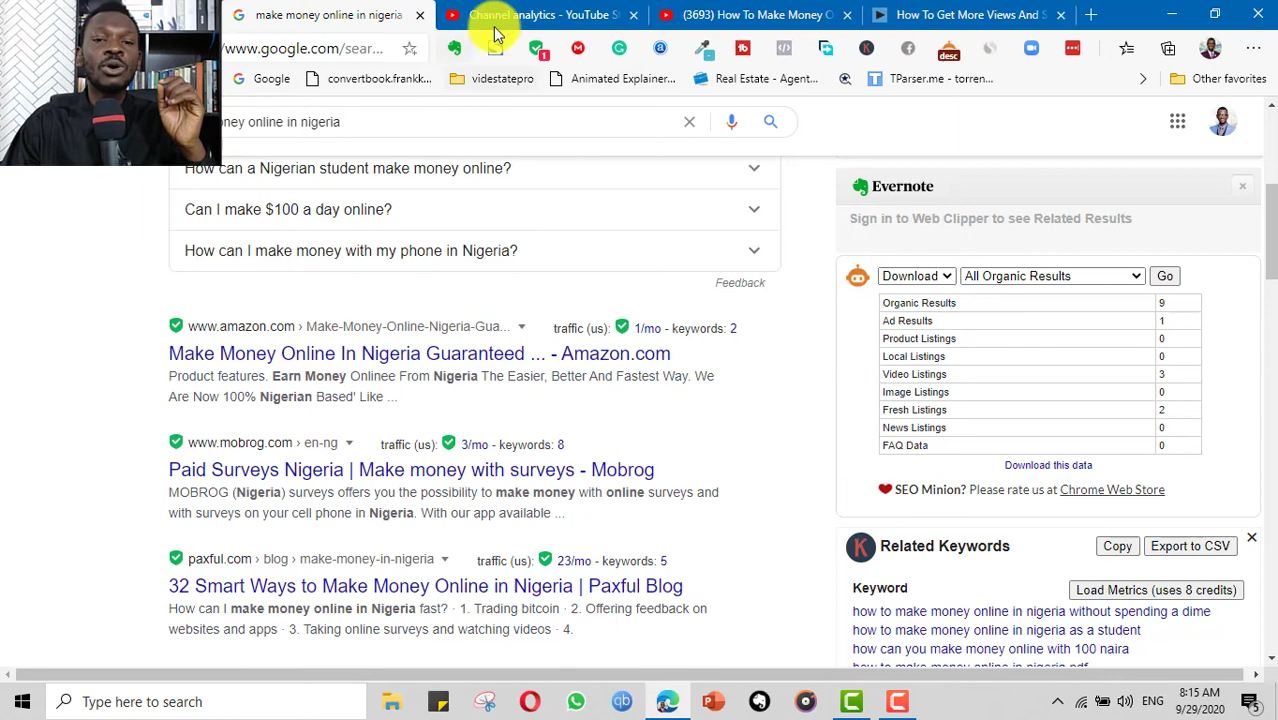 make money online in nigeria
Channel analytics - YouTube S
(3693) How To Make Money O
How To Get More Views And S
/www.google.com/sear...
1
desc
Google
convertbook.frankk...
videstatepro
Animated Explainer...
Real Estate - Agent...
TParser.me - torren...
Other favorites
ney online in nigeria
How can a Nigerian student make money online?
Can I make $100 a day online?
How can I make money with my phone in Nigeria?
Feedback
www.amazon.com › Make-Money-Online-Nigeria-Gua...
traffic (us): 1/mo - keywords: 2
Make Money Online In Nigeria Guaranteed ... - Amazon.com
Product features. Earn Money Onlinee From Nigeria The Easier, Better And Fastest Way. We
Are Now 100% Nigerian Based' Like ...
www.mobrog.com › en-ng
traffic (us): 3/mo - keywords: 8
Paid Surveys Nigeria | Make money with surveys - Mobrog
MOBROG (Nigeria) surveys offers you the possibility to make money with online surveys and
with surveys on your cell phone in Nigeria. With our app available ...
paxful.com › blog › make-money-in-nigeria
traffic (us): 23/mo - keywords: 5
32 Smart Ways to Make Money Online in Nigeria | Paxful Blog
How can I make money online in Nigeria fast? · 1. Trading bitcoin · 2. Offering feedback on
websites and apps · 3. Taking online surveys and watching videos · 4.
Evernote
Sign in to Web Clipper to see Related Results
Download
All Organic Results
Go
Organic Results 9
Ad Results 1
Product Listings 0
Local Listings 0
Video Listings 3
Image Listings 0
Fresh Listings 2
News Listings 0
FAQ Data 0
Download this data
SEO Minion? Please rate us at Chrome Web Store
K Related Keywords
Copy
Export to CSV
Keyword
Load Metrics (uses 8 credits)
how to make money online in nigeria without spending a dime
how to make money online in nigeria as a student
how can you make money online with 100 naira
how to make money online in nigeria pdf
Type here to search
qb
ENG
8:15 AM
9/29/2020
5